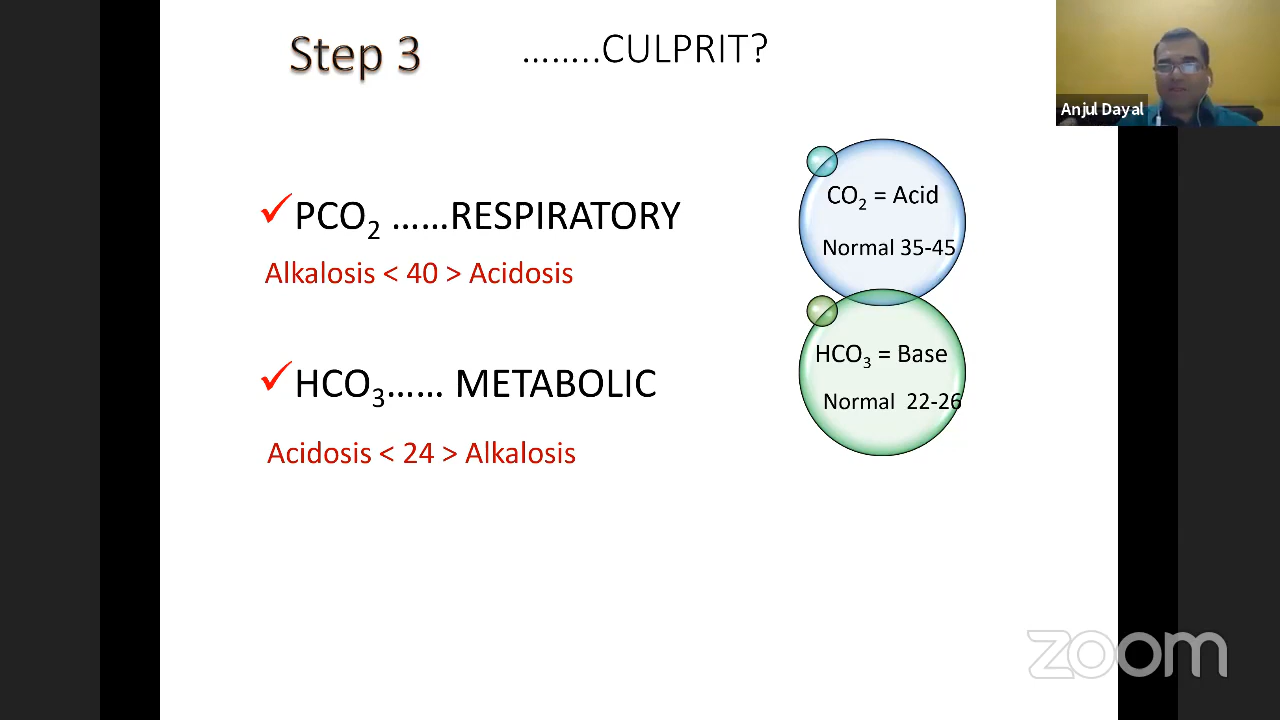 Step 3
........CULPRIT?
Anjul Dayal
✓PCO₂ ......RESPIRATORY
Alkalosis < 40 > Acidosis
✓HCO₃...... METABOLIC
Acidosis < 24 > Alkalosis
CO₂ = Acid
Normal 35-45
HCO₃ = Base
Normal 22-26
zoom